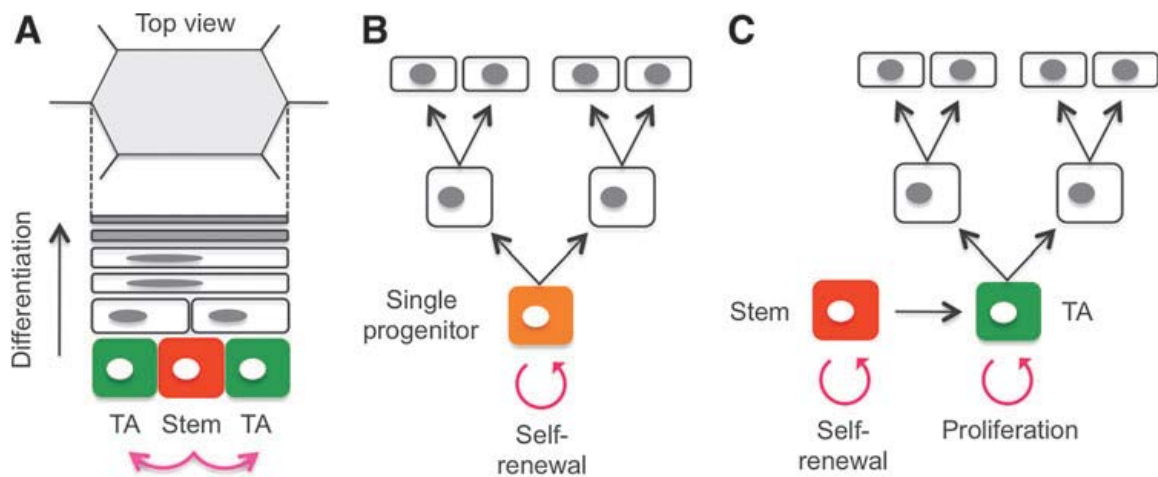 A
Top view
Differentiation
TA Stem TA
B
Single
progenitor
Self-
renewal
C
Stem
TA
Self-
renewal
Proliferation